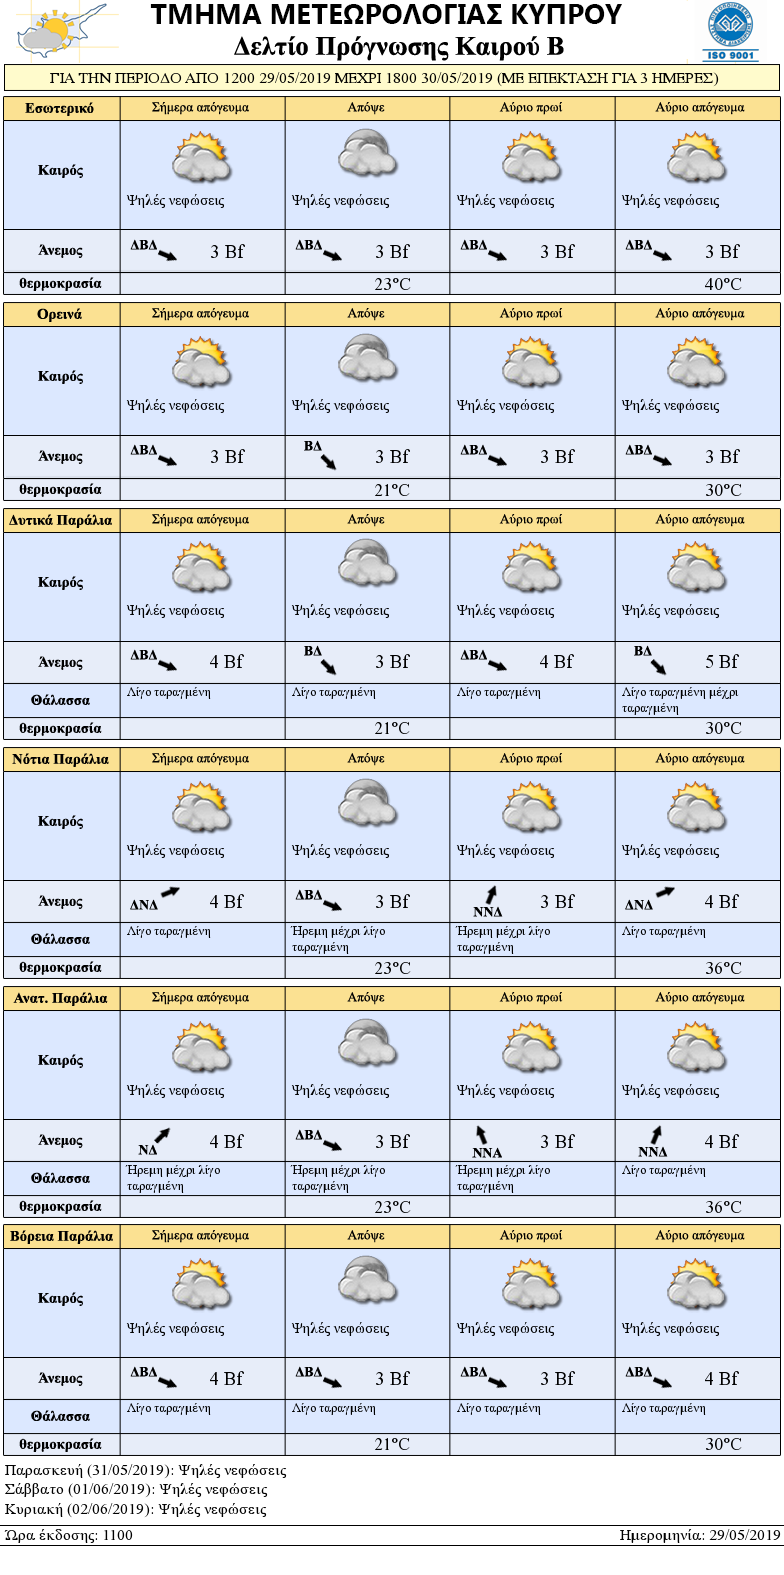 ΤΜΗΜΑ ΜΕΤΕΩΡΟΛΟΓΙΑΣ ΚΥΠΡΟΥ
Δελτίο Πρόγνωσης Καιρού Β
ISO 9001
ΓΙΑ ΤΗΝ ΠΕΡΙΟΔΟ ΑΠΟ 1200 29/05/2019 ΜΕΧΡΙ 1800 30/05/2019 (ΜΕ ΕΠΕΚΤΑΣΗ ΓΙΑ 3 ΗΜΕΡΕΣ)
Εσωτερικό Σήμερα απόγευμα Απόψε Αύριο πρωί Αύριο απόγευμα
Καιρός
Ψηλές νεφώσεις Ψηλές νεφώσεις Ψηλές νεφώσεις Ψηλές νεφώσεις
Άνεμος ΔΒΔ 3 Bf ΔΒΔ 3 Bf ΔΒΔ 3 Bf ΔΒΔ 3 Bf
θερμοκρασία 23°C 40°C
Ορεινά Σήμερα απόγευμα Απόψε Αύριο πρωί Αύριο απόγευμα
Καιρός
Ψηλές νεφώσεις Ψηλές νεφώσεις Ψηλές νεφώσεις Ψηλές νεφώσεις
Άνεμος ΔΒΔ 3 Bf ΒΔ 3 Bf ΔΒΔ 3 Bf ΔΒΔ 3 Bf
θερμοκρασία 21°C 30°C
Δυτικά Παράλια Σήμερα απόγευμα Απόψε Αύριο πρωί Αύριο απόγευμα
Καιρός
Ψηλές νεφώσεις Ψηλές νεφώσεις Ψηλές νεφώσεις Ψηλές νεφώσεις
Άνεμος ΔΒΔ 4 Bf ΒΔ 3 Bf ΔΒΔ 4 Bf ΒΔ 5 Bf
Θάλασσα Λίγο ταραγμένη Λίγο ταραγμένη Λίγο ταραγμένη Λίγο ταραγμένη μέχρι
ταραγμένη
θερμοκρασία 21°C 30°C
Νότια Παράλια Σήμερα απόγευμα Απόψε Αύριο πρωί Αύριο απόγευμα
Καιρός
Ψηλές νεφώσεις Ψηλές νεφώσεις Ψηλές νεφώσεις Ψηλές νεφώσεις
Άνεμος ΔΝΔ 4 Bf ΔΒΔ 3 Bf ΝΝΔ 3 Bf ΔΝΔ 4 Bf
Θάλασσα Λίγο ταραγμένη Ήρεμη μέχρι λίγο Ήρεμη μέχρι λίγο Λίγο ταραγμένη
ταραγμένη ταραγμένη
θερμοκρασία 23°C 36°C
Ανατ. Παράλια Σήμερα απόγευμα Απόψε Αύριο πρωί Αύριο απόγευμα
Καιρός
Ψηλές νεφώσεις Ψηλές νεφώσεις Ψηλές νεφώσεις Ψηλές νεφώσεις
Άνεμος ΝΔ 4 Bf ΔΒΔ 3 Bf ΝΝΑ 3 Bf ΝΝΔ 4 Bf
Θάλασσα Ήρεμη μέχρι λίγο Ήρεμη μέχρι λίγο Ήρεμη μέχρι λίγο Λίγο ταραγμένη
ταραγμένη ταραγμένη ταραγμένη
θερμοκρασία 23°C 36°C
Βόρεια Παράλια Σήμερα απόγευμα Απόψε Αύριο πρωί Αύριο απόγευμα
Καιρός
Ψηλές νεφώσεις Ψηλές νεφώσεις Ψηλές νεφώσεις Ψηλές νεφώσεις
Άνεμος ΔΒΔ 4 Bf ΔΒΔ 3 Bf ΔΒΔ 3 Bf ΔΒΔ 4 Bf
Θάλασσα Λίγο ταραγμένη Λίγο ταραγμένη Λίγο ταραγμένη Λίγο ταραγμένη
θερμοκρασία 21°C 30°C
Παρασκευή (31/05/2019): Ψηλές νεφώσεις
Σάββατο (01/06/2019): Ψηλές νεφώσεις
Κυριακή (02/06/2019): Ψηλές νεφώσεις
Ώρα έκδοσης: 1100 Ημερομηνία: 29/05/2019